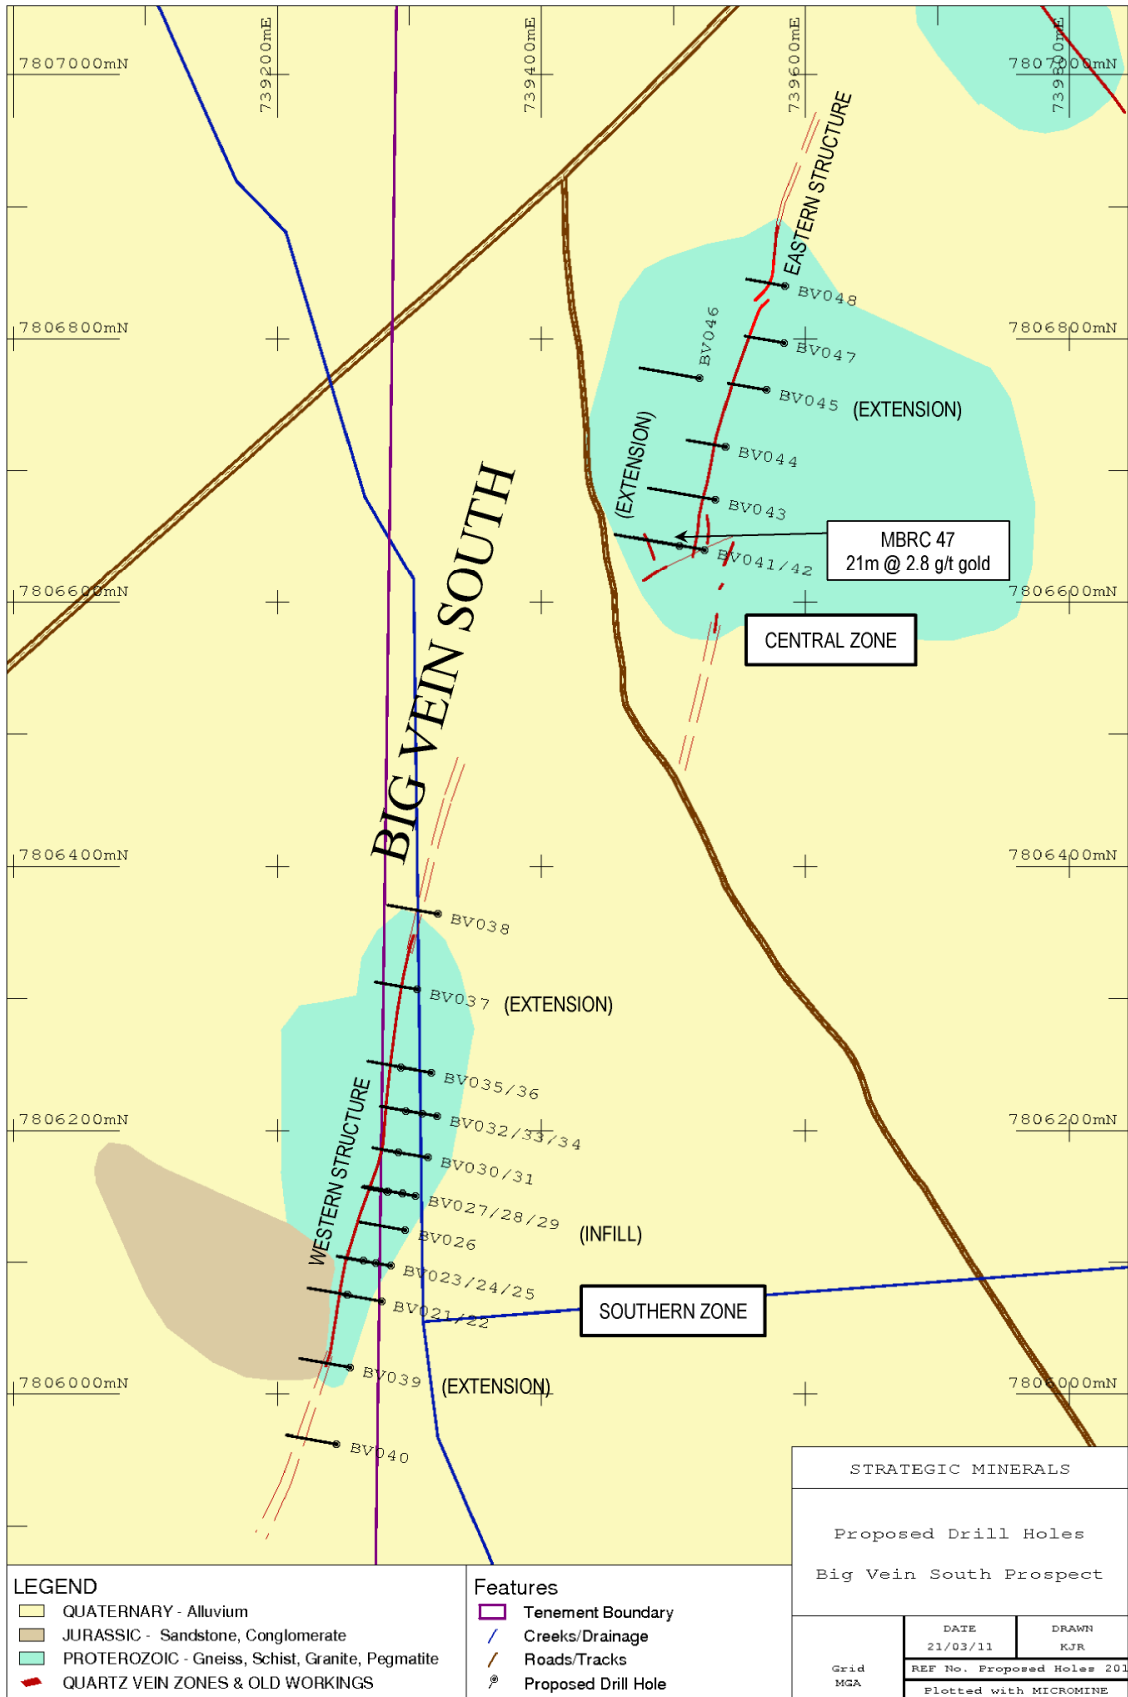 739200mE
739400mE
739600mE
739800mE
7807000mN
7807000mN
EASTERN STRUCTURE
BV048
7806800mN
7806800mN
BV046
BV047
BV045
(EXTENSION)
(EXTENSION)
BV044
BV043
MBRC 47
21m @ 2.8 g/t gold
BV041/42
7806600mN
7806600mN
CENTRAL ZONE
BIG VEIN SOUTH
7806400mN
7806400mN
BV038
BV037
(EXTENSION)
BV035/36
WESTERN STRUCTURE
7806200mN
7806200mN
BV032/33/34
BV030/31
BV027/28/29
(INFILL)
BV026
BV023/24/25
BV021/22
SOUTHERN ZONE
BV039
(EXTENSION)
7806000mN
7806000mN
BV040
STRATEGIC MINERALS
Proposed Drill Holes
Big Vein South Prospect
DATE
21/03/11
DRAWN
KJR
Grid
MGA
REF No. Proposed Holes 201
Plotted with MICROMINE
LEGEND
QUATERNARY - Alluvium
JURASSIC - Sandstone, Conglomerate
PROTEROZOIC - Gneiss, Schist, Granite, Pegmatite
QUARTZ VEIN ZONES & OLD WORKINGS
Features
Tenement Boundary
Creeks/Drainage
Roads/Tracks
Proposed Drill Hole